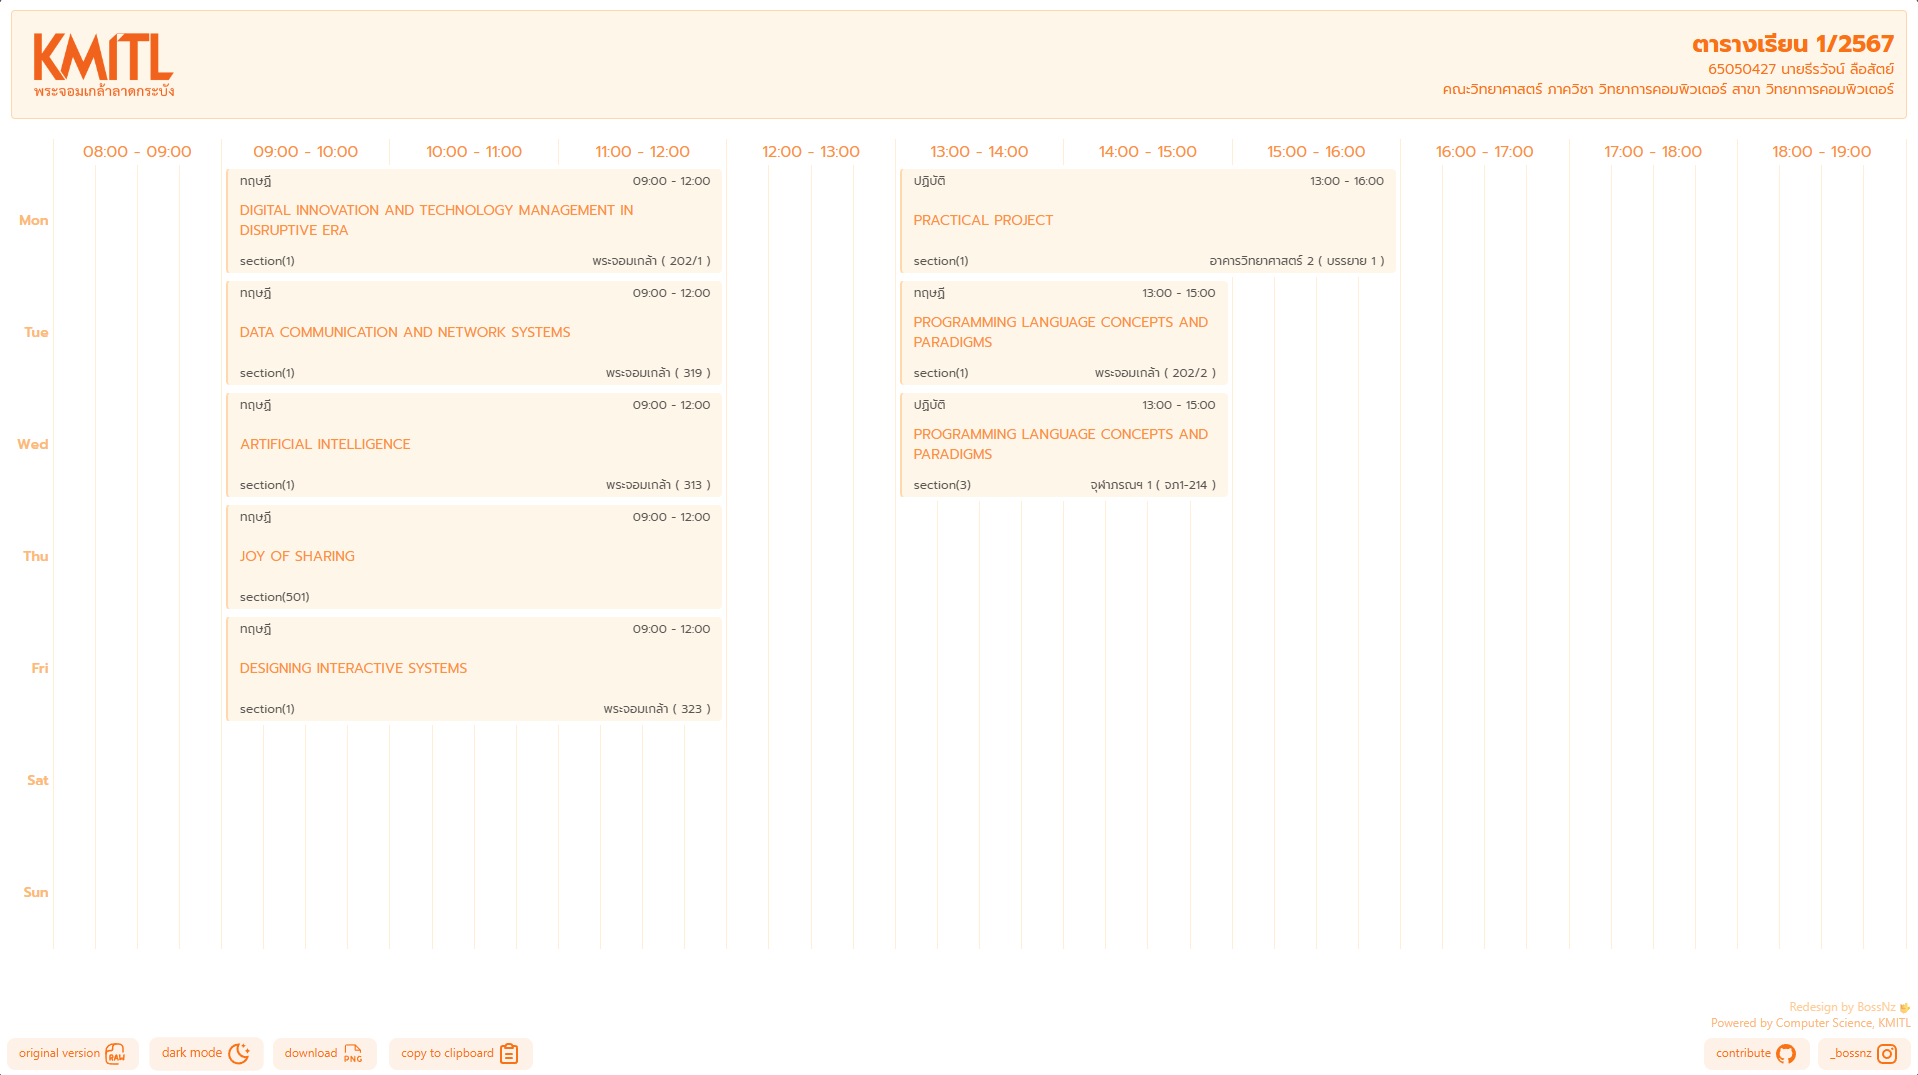 KMITL
พระจอมเกล้าลาดกระบัง
ตารางเรียน 1/2567
65050427 นายธีรวัจน์ ลือสัตย์
คณะวิทยาศาสตร์ ภาควิชา วิทยาการคอมพิวเตอร์ สาขา วิทยาการคอมพิวเตอร์
08:00 - 09:00 09:00 - 10:00 10:00 - 11:00 11:00 - 12:00 12:00 - 13:00 13:00 - 14:00 14:00 - 15:00 15:00 - 16:00 16:00 - 17:00 17:00 - 18:00 18:00 - 19:00
Mon
ทฤษฎี 09:00 - 12:00
DIGITAL INNOVATION AND TECHNOLOGY MANAGEMENT IN
DISRUPTIVE ERA
section(1) พระจอมเกล้า ( 202/1 )
ปฏิบัติ 13:00 - 16:00
PRACTICAL PROJECT
section(1) อาคารวิทยาศาสตร์ 2 ( บรรยาย 1 )
Tue
ทฤษฎี 09:00 - 12:00
DATA COMMUNICATION AND NETWORK SYSTEMS
section(1) พระจอมเกล้า ( 319 )
ทฤษฎี 13:00 - 15:00
PROGRAMMING LANGUAGE CONCEPTS AND
PARADIGMS
section(1) พระจอมเกล้า ( 202/2 )
Wed
ทฤษฎี 09:00 - 12:00
ARTIFICIAL INTELLIGENCE
section(1) พระจอมเกล้า ( 313 )
ปฏิบัติ 13:00 - 15:00
PROGRAMMING LANGUAGE CONCEPTS AND
PARADIGMS
section(3) จุฬาภรณฯ 1 ( จภ1-214 )
Thu
ทฤษฎี 09:00 - 12:00
JOY OF SHARING
section(501)
Fri
ทฤษฎี 09:00 - 12:00
DESIGNING INTERACTIVE SYSTEMS
section(1) พระจอมเกล้า ( 323 )
Sat
Sun
Redesign by BossNz
Powered by Computer Science, KMITL
original version RAW dark mode download PNG copy to clipboard contribute _bossnz